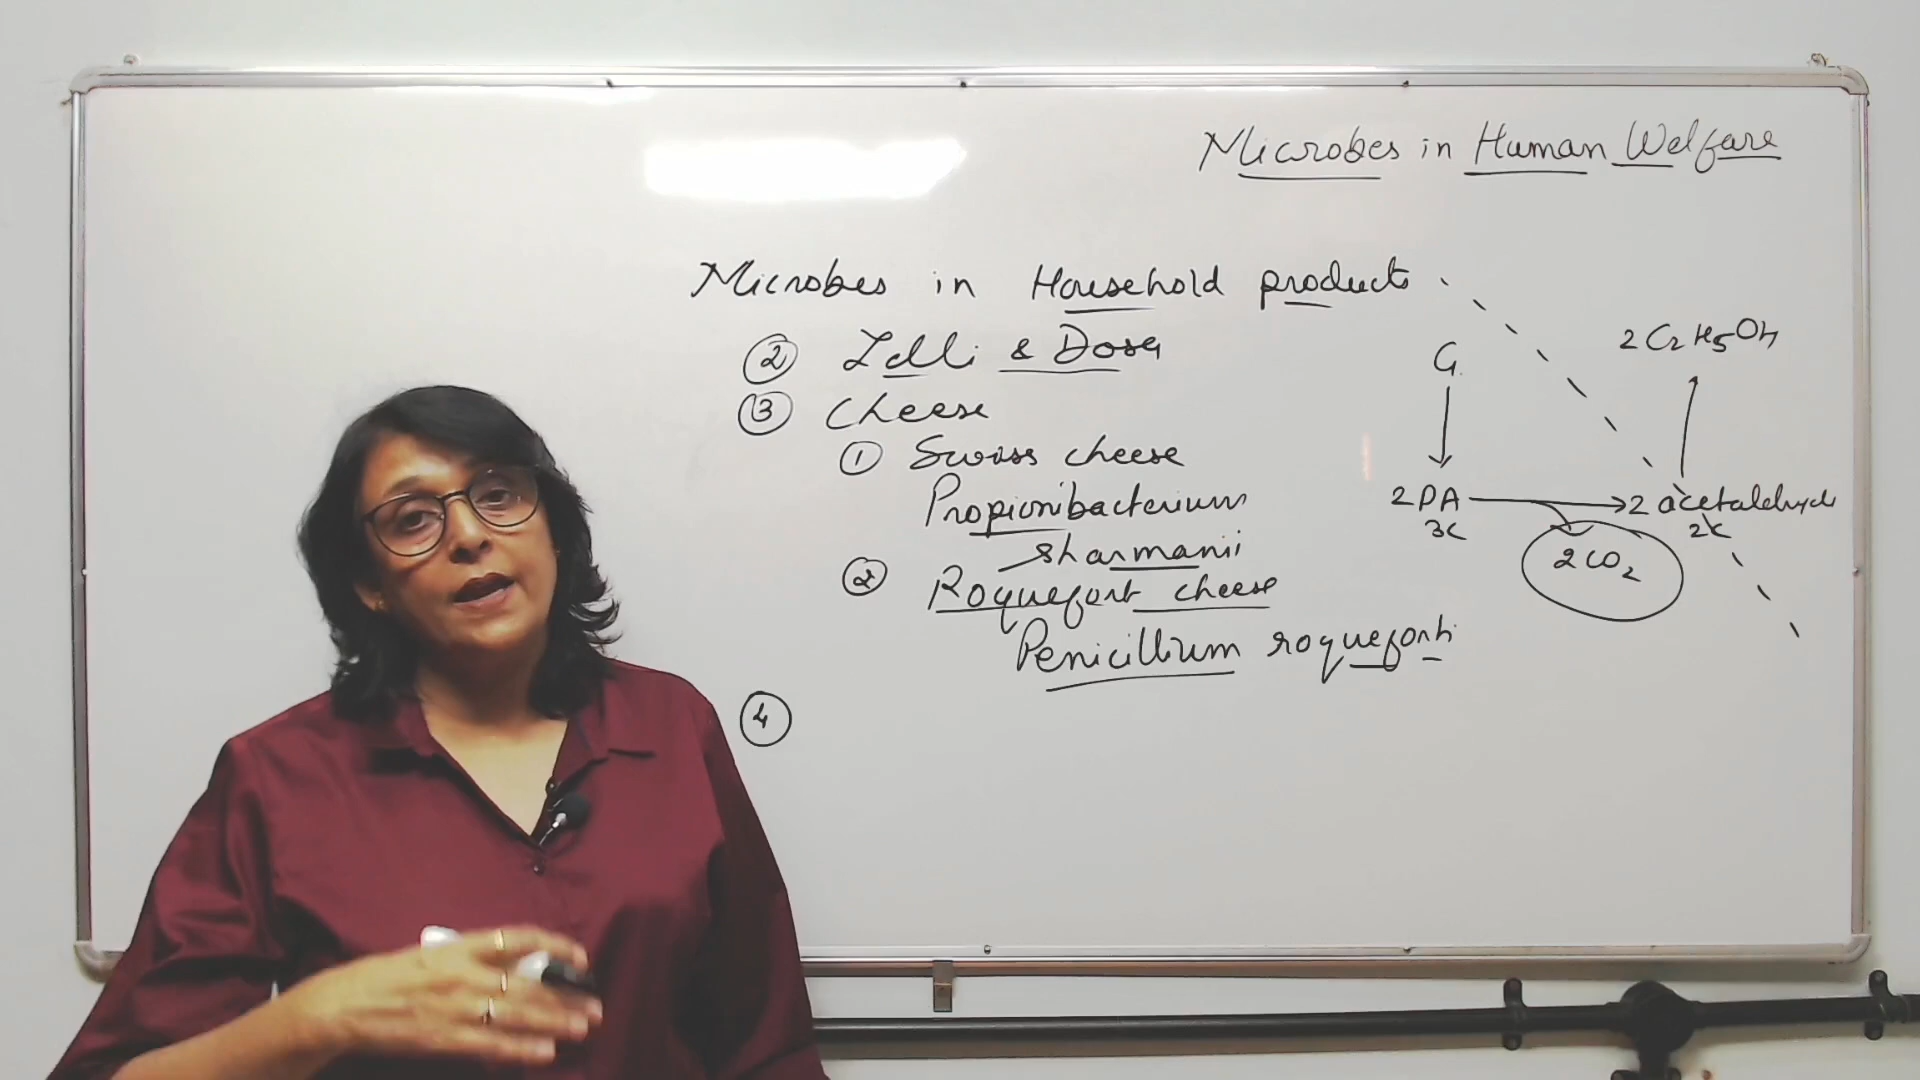 Microbes in Human Welfare
Microbes in Household products
② Idli & Dosa
③ Cheese
① Swiss cheese
Propionibacterium
sharmanii
② Roquefort cheese
Penicillium roqueforti
④
G
2PA
3C
2CO2
2 acetaldehyde
2C
2C2H5OH